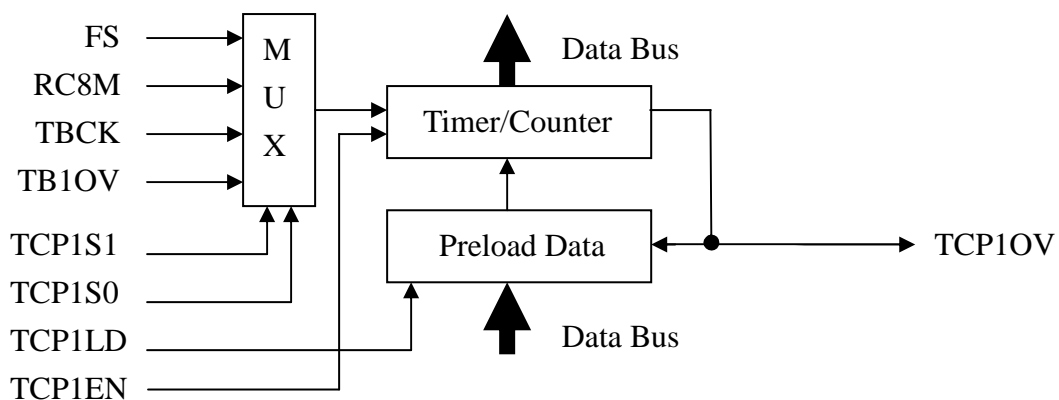 FS
RC8M
TBCK
TB1OV
TCP1S1
TCP1S0
TCP1LD
TCP1EN
M
U
X
Data Bus
Timer/Counter
Preload Data
Data Bus
TCP1OV